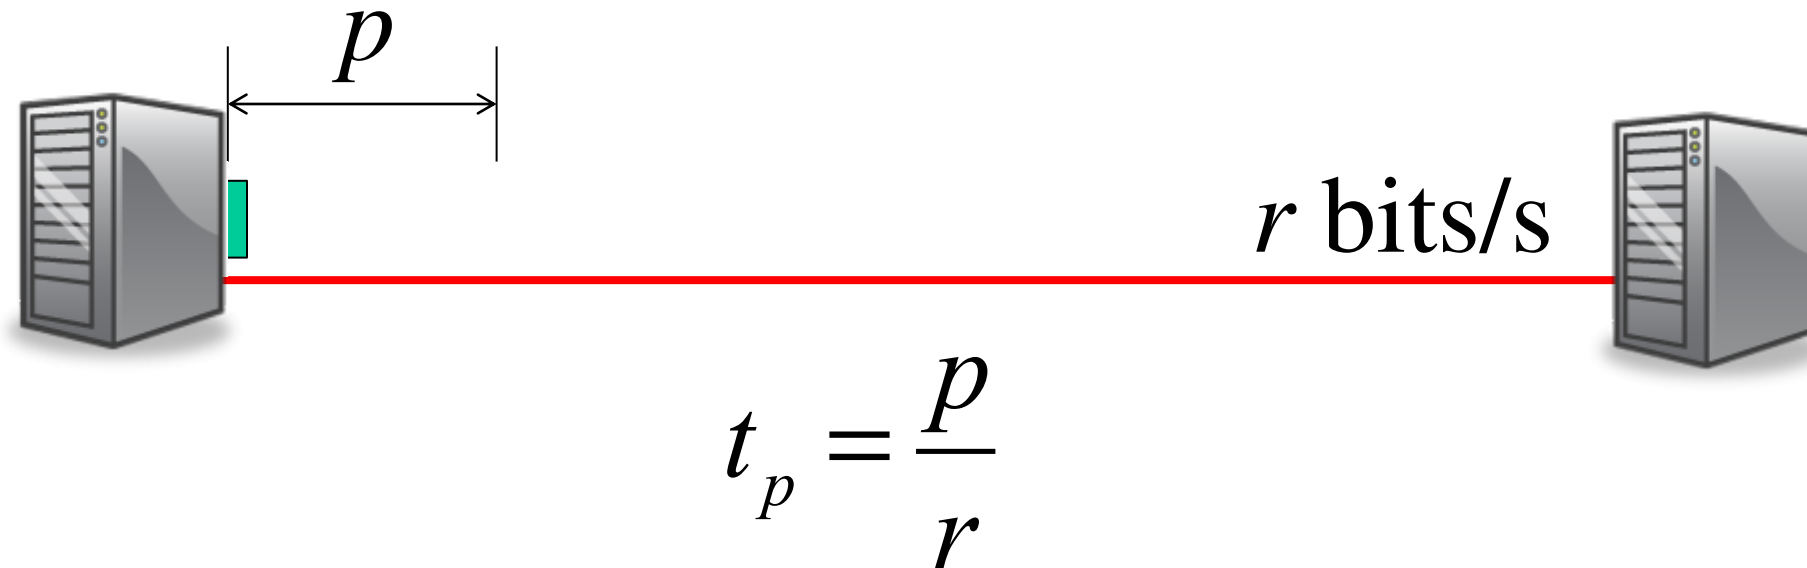 p
r bits/s
t_p = p/r